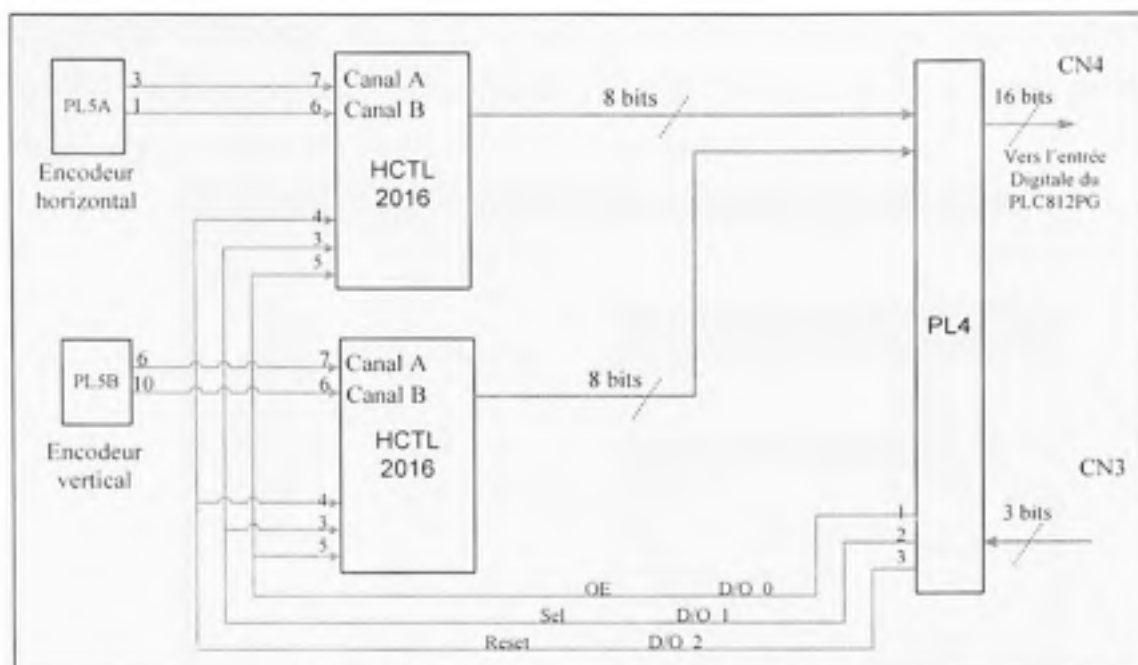 PL5A
3
1
Encodeur
horizontal
7
Canal A
6
Canal B
HCTL
2016
4
3
5
8 bits
PL5B
6
10
Encodeur
vertical
7
Canal A
6
Canal B
HCTL
2016
4
3
5
8 bits
PL4
CN4
16 bits
Vers l'entrée
Digitale du
PLC812PG
CN3
3 bits
1
2
3
OE D/O 0
Sel D/O 1
Reset D/O 2